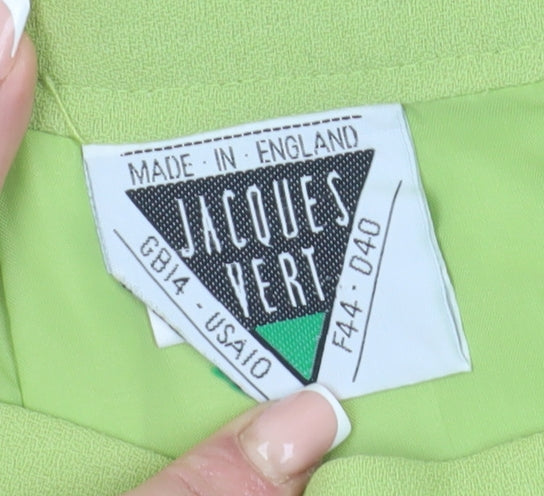 MADE · IN · ENGLAND
JACQUES
VERT
GB14 - USA10
F44 · D40